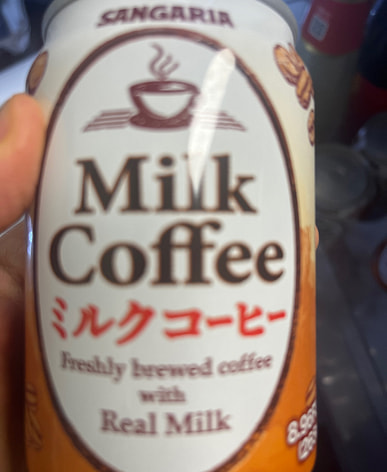 SANGARIA
Milk
Coffee
ミルクコーヒー
Freshly brewed coffee
with
Real Milk